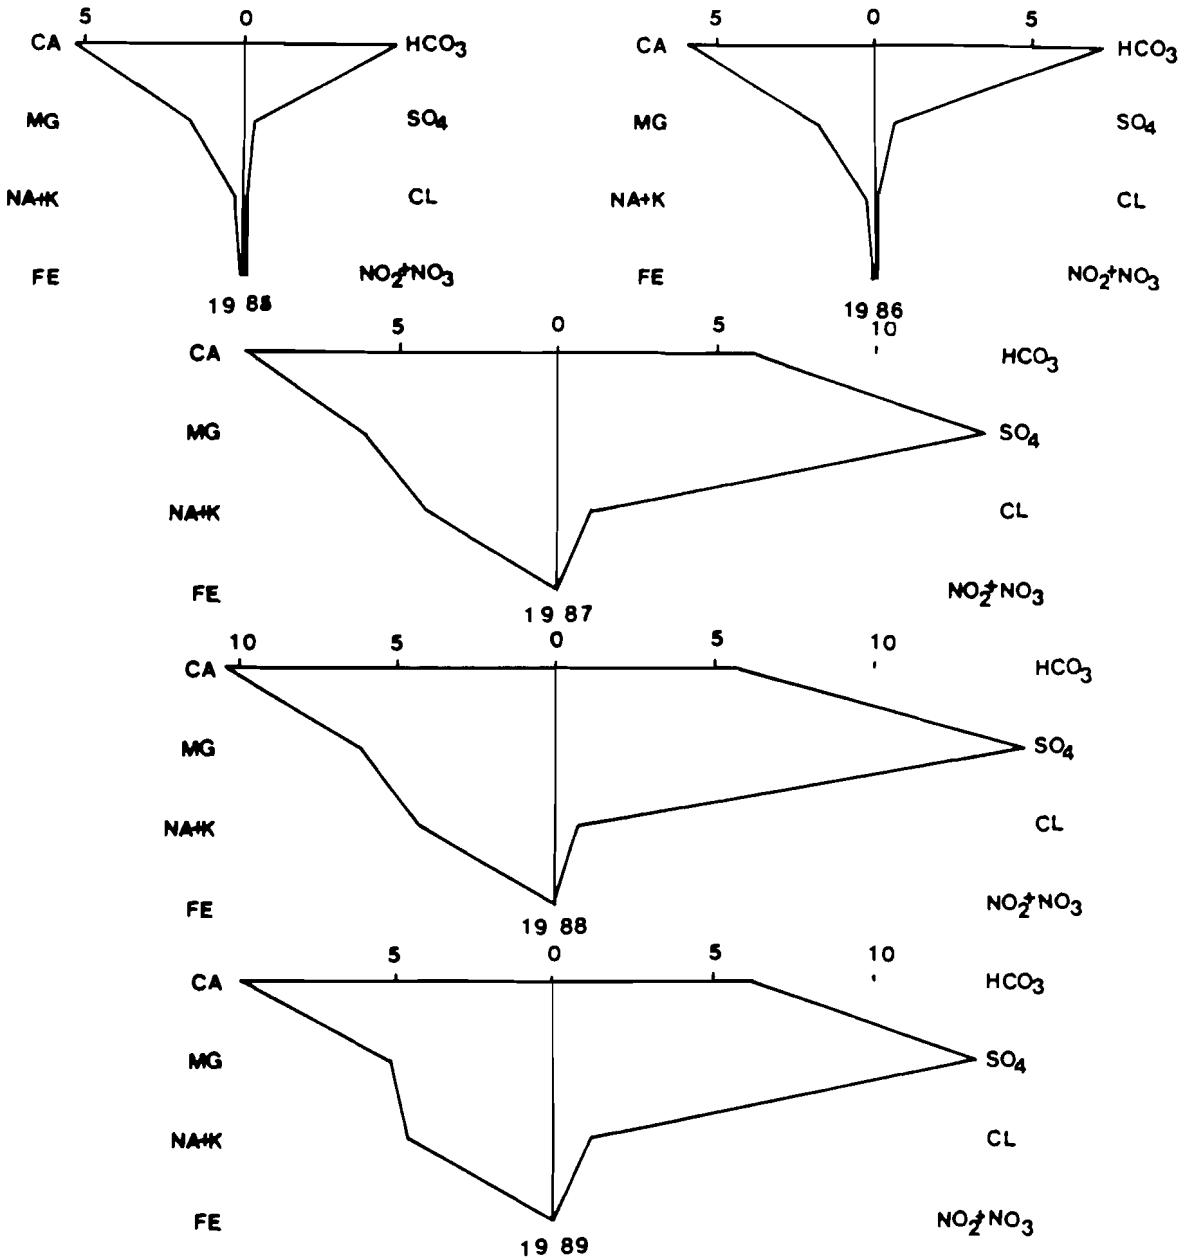 5 0 5 0 5
CA HCO3 CA HCO3
MG SO4 MG SO4
NA+K CL NA+K CL
FE NO2+NO3 FE NO2+NO3
19 86
5 0 5 10
CA HCO3
MG SO4
NA+K CL
FE NO2+NO3
19 87
10 5 0 5 10
CA HCO3
MG SO4
NA+K CL
FE NO2+NO3
19 88
5 0 5 10
CA HCO3
MG SO4
NA+K CL
FE NO2+NO3
19 89